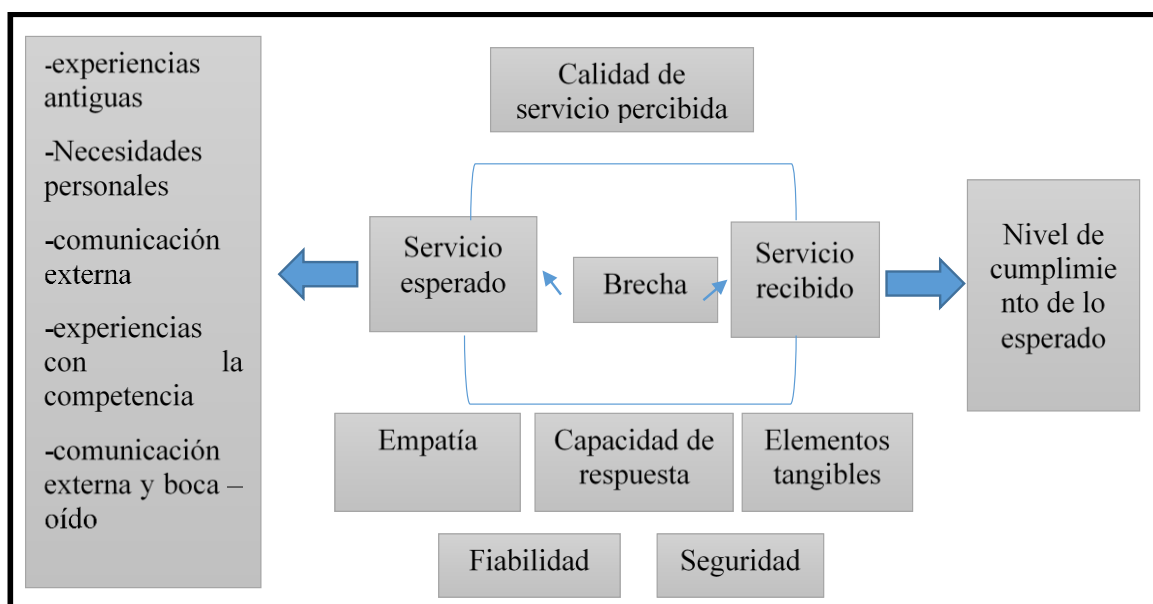 -experiencias
antiguas
-Necesidades
personales
-comunicación
externa
-experiencias
con la
competencia
-comunicación
externa y boca –
oído
Calidad de
servicio percibida
Servicio
esperado
Brecha
Servicio
recibido
Nivel de
cumplimie
nto de lo
esperado
Empatía
Capacidad de
respuesta
Elementos
tangibles
Fiabilidad
Seguridad